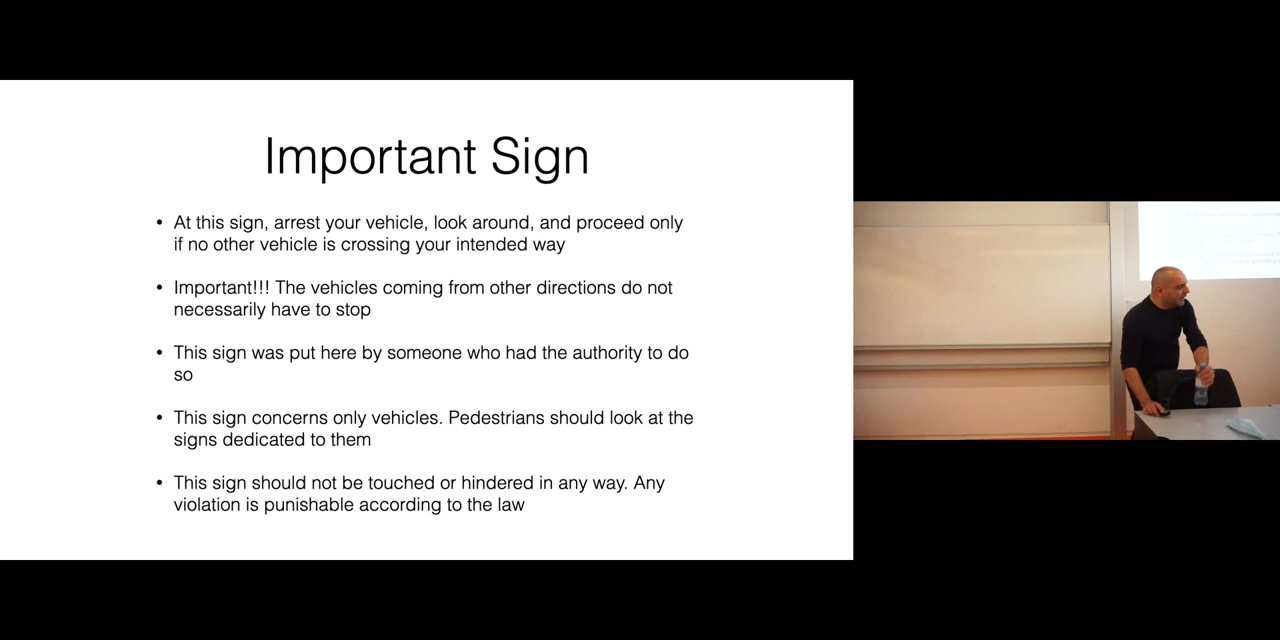 Important Sign
• At this sign, arrest your vehicle, look around, and proceed only
if no other vehicle is crossing your intended way
• Important!!! The vehicles coming from other directions do not
necessarily have to stop
• This sign was put here by someone who had the authority to do
so
• This sign concerns only vehicles. Pedestrians should look at the
signs dedicated to them
• This sign should not be touched or hindered in any way. Any
violation is punishable according to the law